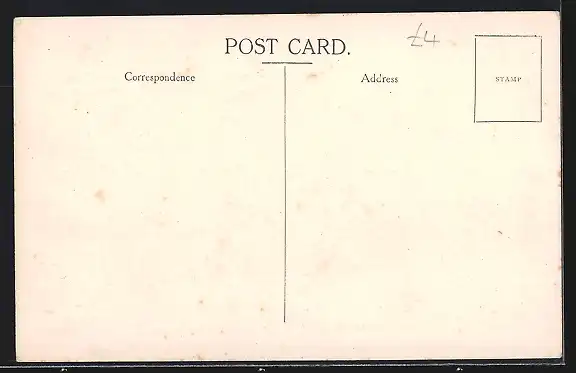 POST CARD.
£4
Correspondence
Address
STAMP